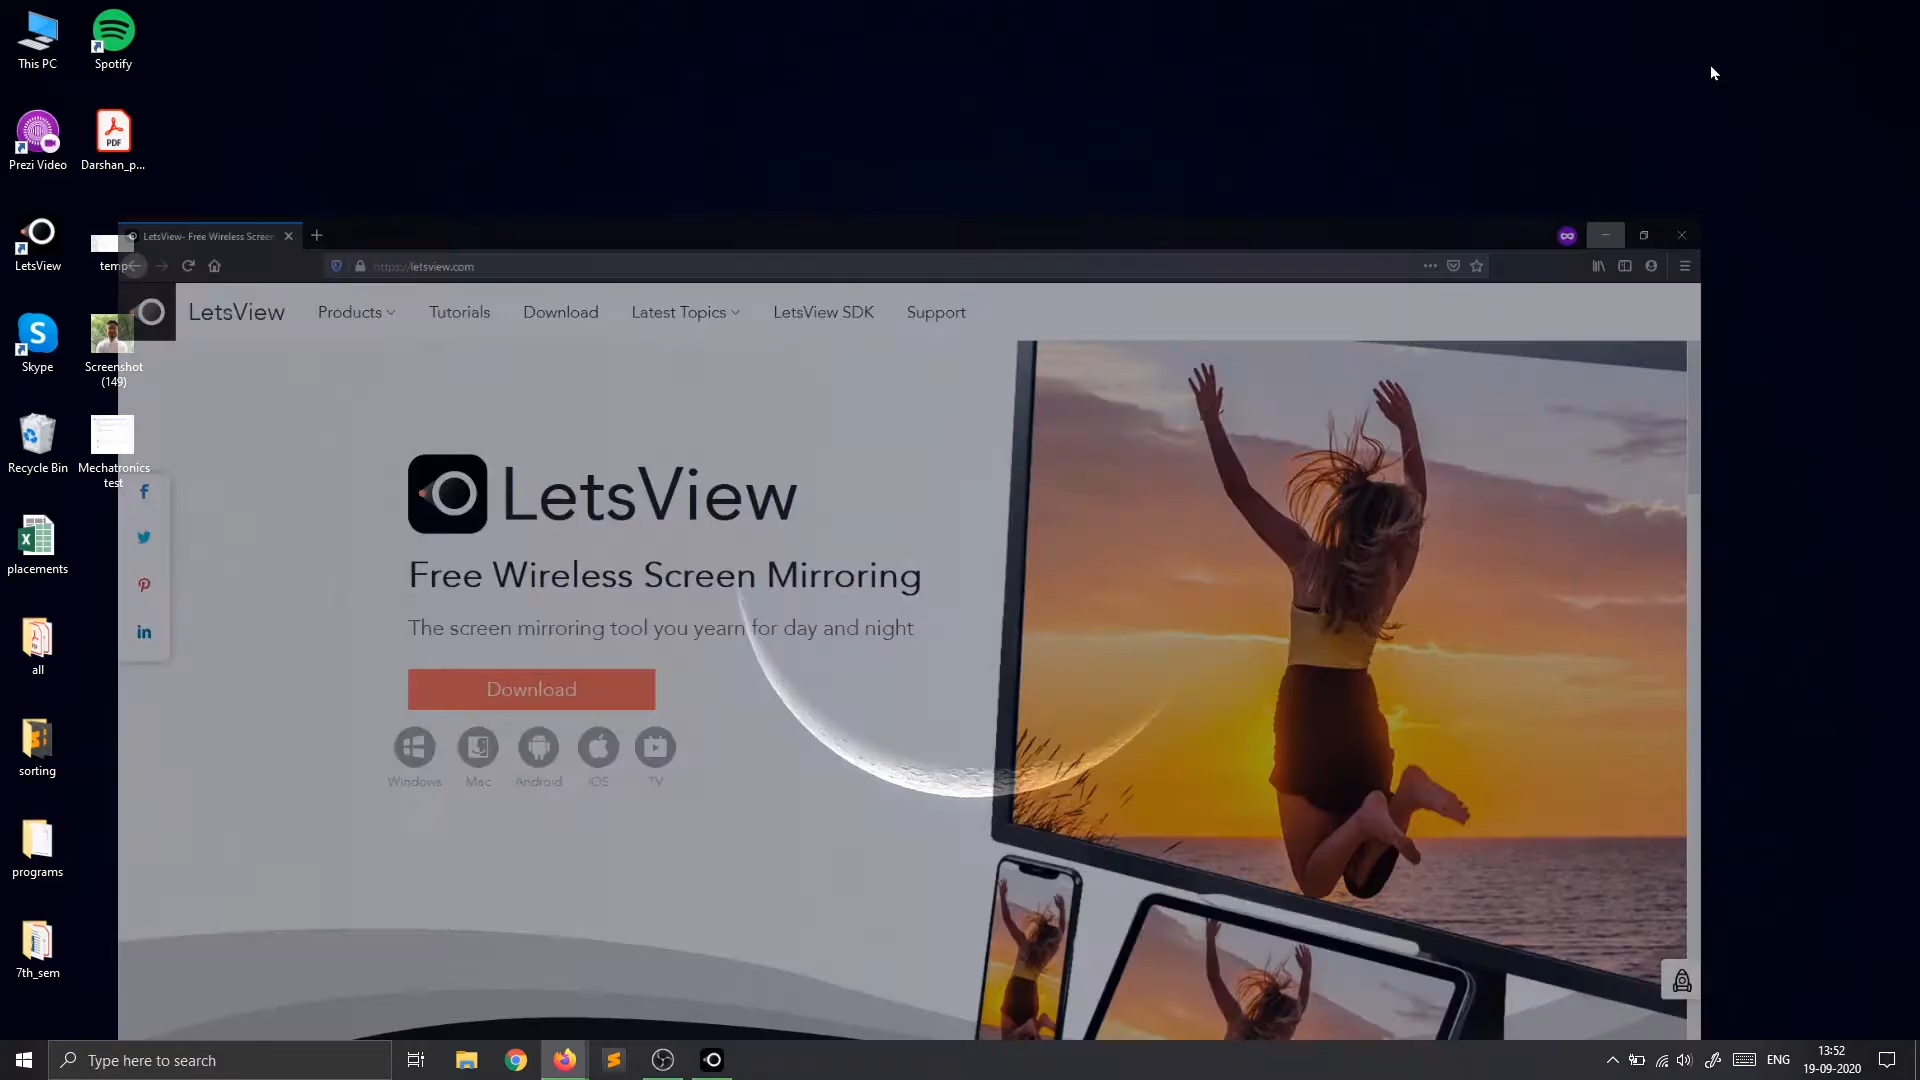 This PC
Spotify
Prezi Video
Darshan_p...
LetsView
temp
Skype
Screenshot
(149)
Recycle Bin
Mechatronics
test
placements
all
sorting
programs
7th_sem
LetsView- Free Wireless Screen
https://letsview.com
LetsView
Products
Tutorials
Download
Latest Topics
LetsView SDK
Support
LetsView
Free Wireless Screen Mirroring
The screen mirroring tool you yearn for day and night
Download
Windows
Mac
Android
iOS
TV
PDF
Type here to search
ENG
13:52
19-09-2020